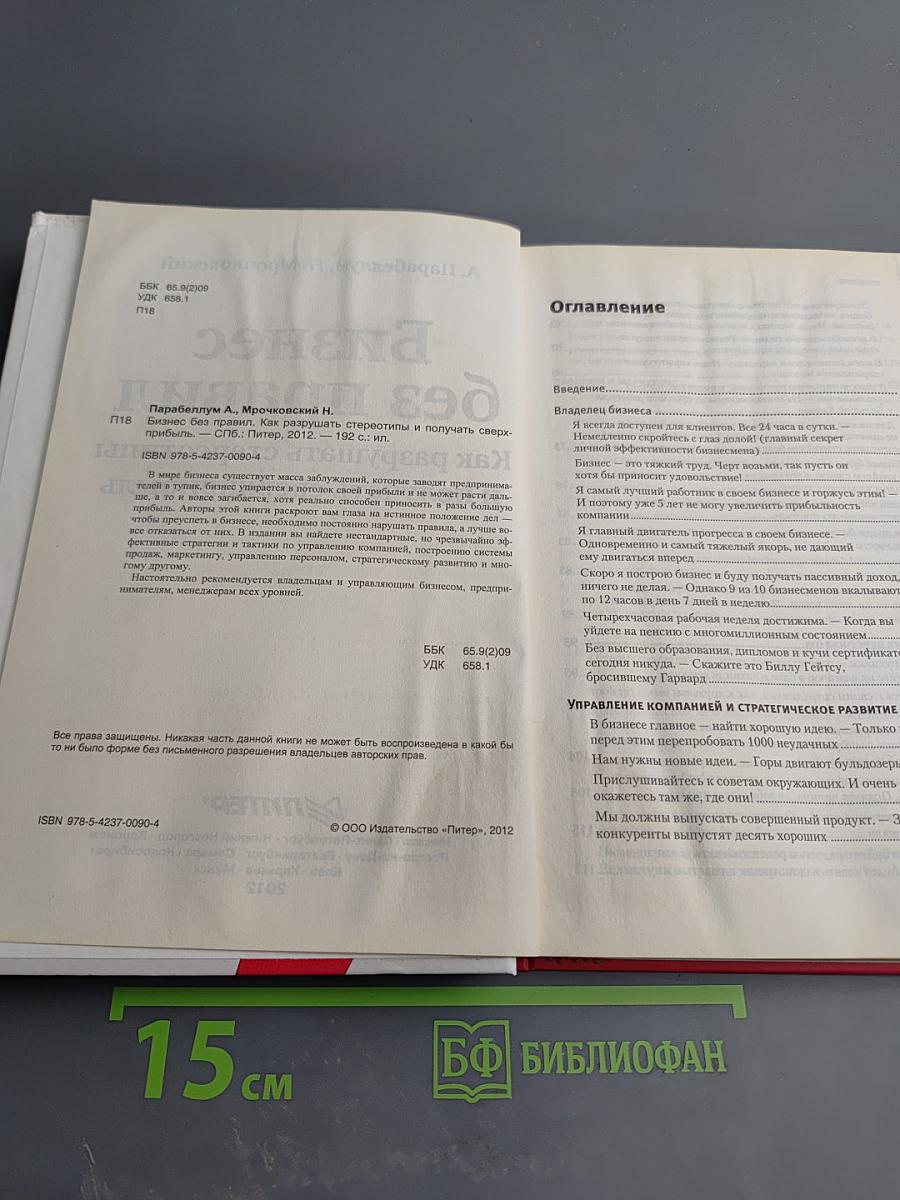 ББК 65.9(2)09
УДК 658.1
П18
Парабеллум А., Мрочковский Н.
П18 Бизнес без правил. Как разрушать стереотипы и получать сверх-
прибыль. — СПб.: Питер, 2012. — 192 с.: ил.
ISBN 978-5-4237-0090-4
В мире бизнеса существует масса заблуждений, которые заводят предпринима-
телей в тупик, бизнес упирается в потолок своей прибыли и не может расти даль-
ше, а то и вовсе загибается, хотя реально способен приносить в разы большую
прибыль. Авторы этой книги раскроют вам глаза на истинное положение дел —
чтобы преуспеть в бизнесе, необходимо постоянно нарушать правила, а лучше во-
все отказаться от них. В издании вы найдете нестандартные, но чрезвычайно эф-
фективные стратегии и тактики по управлению компанией, построению системы
продаж, маркетингу, управлению персоналом, стратегическому развитию и мно-
гому другому.
Настоятельно рекомендуется владельцам и управляющим бизнесом, предпри-
нимателям, менеджерам всех уровней.
ББК 65.9(2)09
УДК 658.1
Все права защищены. Никакая часть данной книги не может быть воспроизведена в какой бы
то ни было форме без письменного разрешения владельцев авторских прав.
ISBN 978-5-4237-0090-4
© ООО Издательство «Питер», 2012
Оглавление
Введение
Владелец бизнеса
Я всегда доступен для клиентов. Все 24 часа в сутки. —
Немедленно скройтесь с глаз долой! (главный секрет
личной эффективности бизнесмена)
Бизнес — это тяжкий труд. Черт возьми, так пусть он
хотя бы приносит удовольствие!
Я самый лучший работник в своем бизнесе и горжусь этим! —
И поэтому уже 5 лет не могу увеличить прибыльность
компании
Я главный двигатель прогресса в своем бизнесе. —
Одновременно и самый тяжелый якорь, не дающий
ему двигаться вперед
Скоро я построю бизнес и буду получать пассивный доход,
ничего не делая. — Однако 9 из 10 бизнесменов вкалывают
по 12 часов в день 7 дней в неделю
Четырехчасовая рабочая неделя достижима. — Когда вы
уйдете на пенсию с многомиллионным состоянием
Без высшего образования, дипломов и кучи сертификато
сегодня никуда. — Скажите это Биллу Гейтсу,
бросившему Гарвард
Управление компанией и стратегическое развитие
В бизнесе главное — найти хорошую идею. — Только
перед этим перепробовать 1000 неудачных
Нам нужны новые идеи. — Горы двигают бульдозеры
Прислушивайтесь к советам окружающих. И очень
окажетесь там же, где они!
Мы должны выпускать совершенный продукт. — З
конкуренты выпустят десять хороших
15 см
БФ БИБЛИОФАН